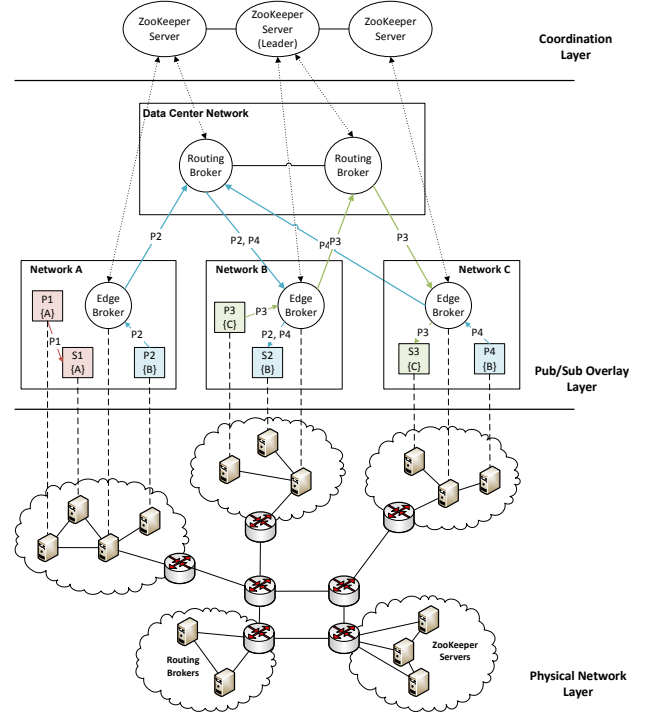 ZooKeeper
Server
ZooKeeper
Server
(Leader)
ZooKeeper
Server
Coordination
Layer
Data Center Network
Routing
Broker
Routing
Broker
P2
P2, P4
P4
P3
P3
Network A
Network B
Network C
P1
{A}
Edge
Broker
P3
{C}
P3
Edge
Broker
Edge
Broker
P1
P2
P2, P4
P3
P4
S1
{A}
P2
{B}
S2
{B}
S3
{C}
P4
{B}
Pub/Sub Overlay
Layer
Routing
Brokers
ZooKeeper
Servers
Physical Network
Layer